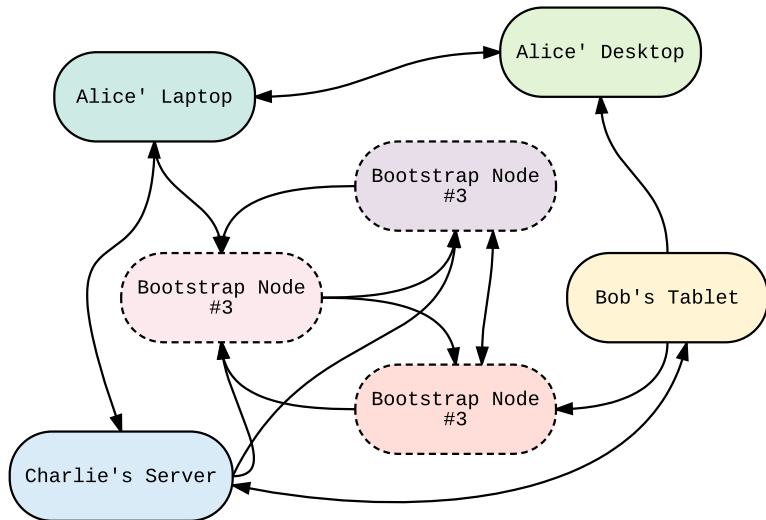 Alice' Desktop
Alice' Laptop
Bootstrap Node
#3
Bootstrap Node
#3
Bob's Tablet
Bootstrap Node
#3
Charlie's Server